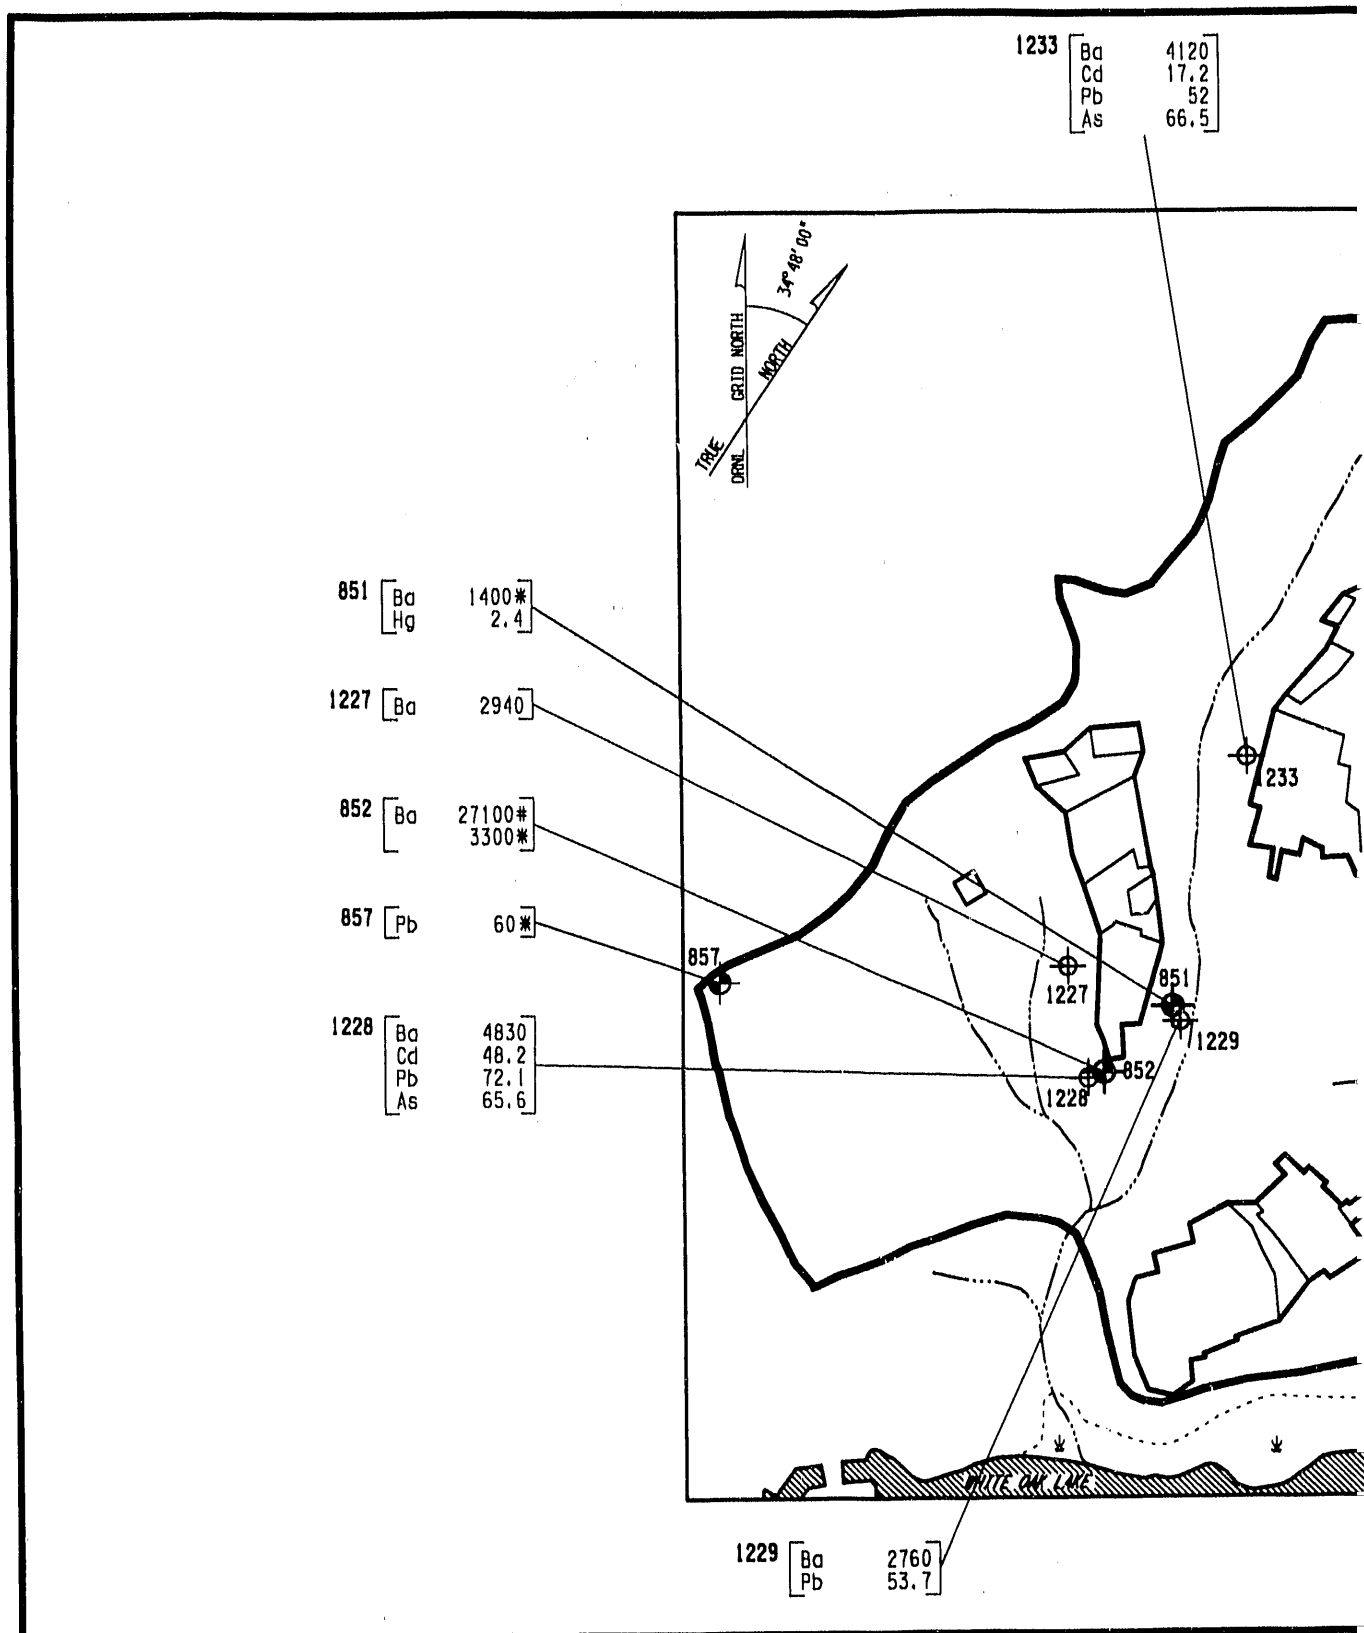 1233 Ba 4120
Cd 17.2
Pb 52
As 66.5
34° 48' 00"
ORNL GRID NORTH
TRUE NORTH
851 Ba 1400*
Hg 2.4
1227 Ba 2940
852 Ba 27100#
3300*
857 Pb 60*
1228 Ba 4830
Cd 48.2
Pb 72.1
As 65.6
1233
857
1227
851
1229
852
1228
WHITE OAK LAKE
1229 Ba 2760
Pb 53.7